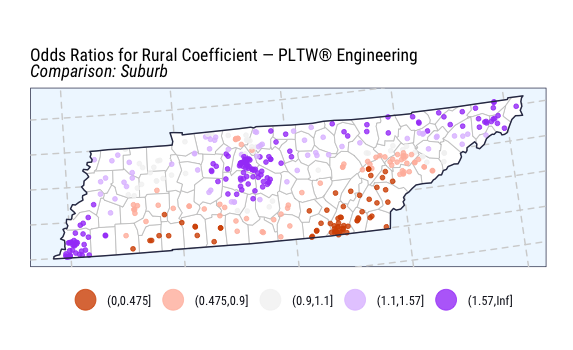 Odds Ratios for Rural Coefficient — PLTW® Engineering
Comparison: Suburb
(0,0.475] (0.475,0.9] (0.9,1.1] (1.1,1.57] (1.57,Inf]